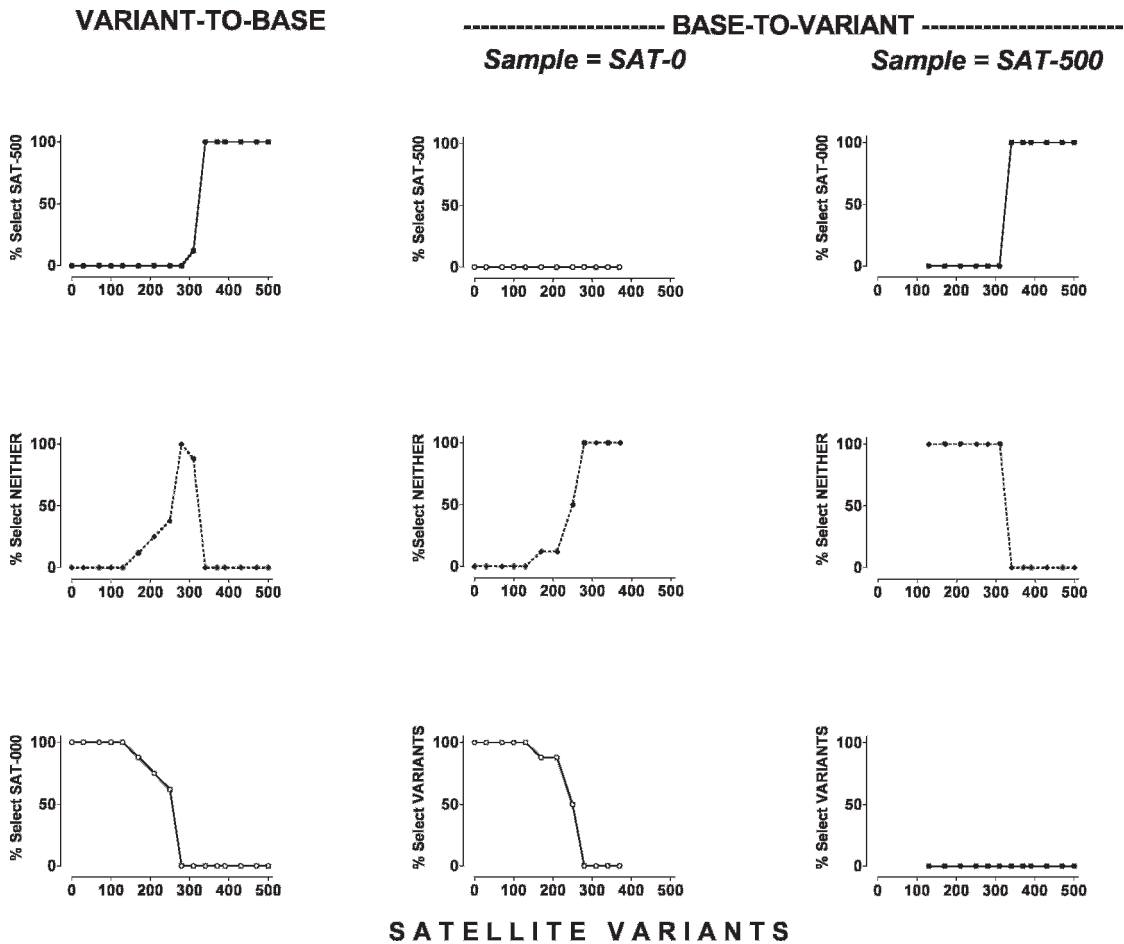 VARIANT-TO-BASE
---------------------- BASE-TO-VARIANT ----------------------
Sample = SAT-0
Sample = SAT-500
% Select SAT-500
100
50
0
0 100 200 300 400 500
% Select SAT-500
100
50
0
0 100 200 300 400 500
% Select SAT-000
100
50
0
0 100 200 300 400 500
% Select NEITHER
100
50
0
0 100 200 300 400 500
%Select NEITHER
100
50
0
0 100 200 300 400 500
% Select NEITHER
100
50
0
0 100 200 300 400 500
% Select SAT-000
100
50
0
0 100 200 300 400 500
% Select VARIANTS
100
50
0
0 100 200 300 400 500
% Select VARIANTS
100
50
0
0 100 200 300 400 500
SATELLITE VARIANTS